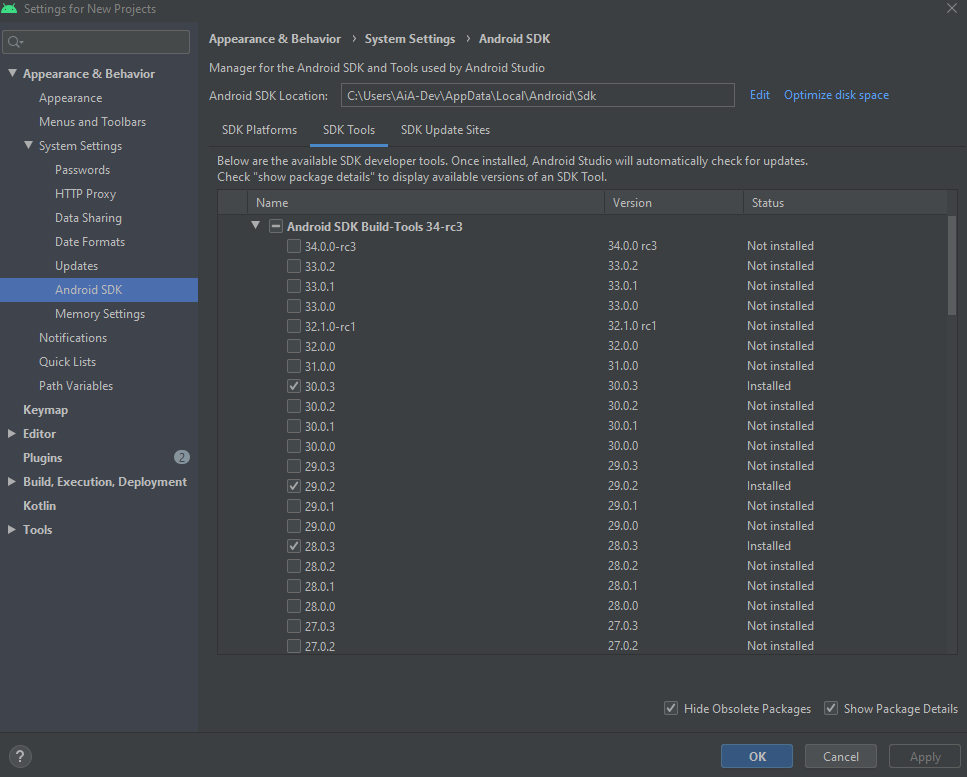 Settings for New Projects
Appearance & Behavior
Appearance
Menus and Toolbars
System Settings
Passwords
HTTP Proxy
Data Sharing
Date Formats
Updates
Android SDK
Memory Settings
Notifications
Quick Lists
Path Variables
Keymap
Editor
Plugins 2
Build, Execution, Deployment
Kotlin
Tools
Appearance & Behavior › System Settings › Android SDK
Manager for the Android SDK and Tools used by Android Studio
Android SDK Location: C:\Users\AiA-Dev\AppData\Local\Android\Sdk Edit Optimize disk space
SDK Platforms SDK Tools SDK Update Sites
Below are the available SDK developer tools. Once installed, Android Studio will automatically check for updates.
Check "show package details" to display available versions of an SDK Tool.
Name Version Status
Android SDK Build-Tools 34-rc3
34.0.0-rc3 34.0.0 rc3 Not installed
33.0.2 33.0.2 Not installed
33.0.1 33.0.1 Not installed
33.0.0 33.0.0 Not installed
32.1.0-rc1 32.1.0 rc1 Not installed
32.0.0 32.0.0 Not installed
31.0.0 31.0.0 Not installed
30.0.3 30.0.3 Installed
30.0.2 30.0.2 Not installed
30.0.1 30.0.1 Not installed
30.0.0 30.0.0 Not installed
29.0.3 29.0.3 Not installed
29.0.2 29.0.2 Installed
29.0.1 29.0.1 Not installed
29.0.0 29.0.0 Not installed
28.0.3 28.0.3 Installed
28.0.2 28.0.2 Not installed
28.0.1 28.0.1 Not installed
28.0.0 28.0.0 Not installed
27.0.3 27.0.3 Not installed
27.0.2 27.0.2 Not installed
Hide Obsolete Packages Show Package Details
? OK Cancel Apply